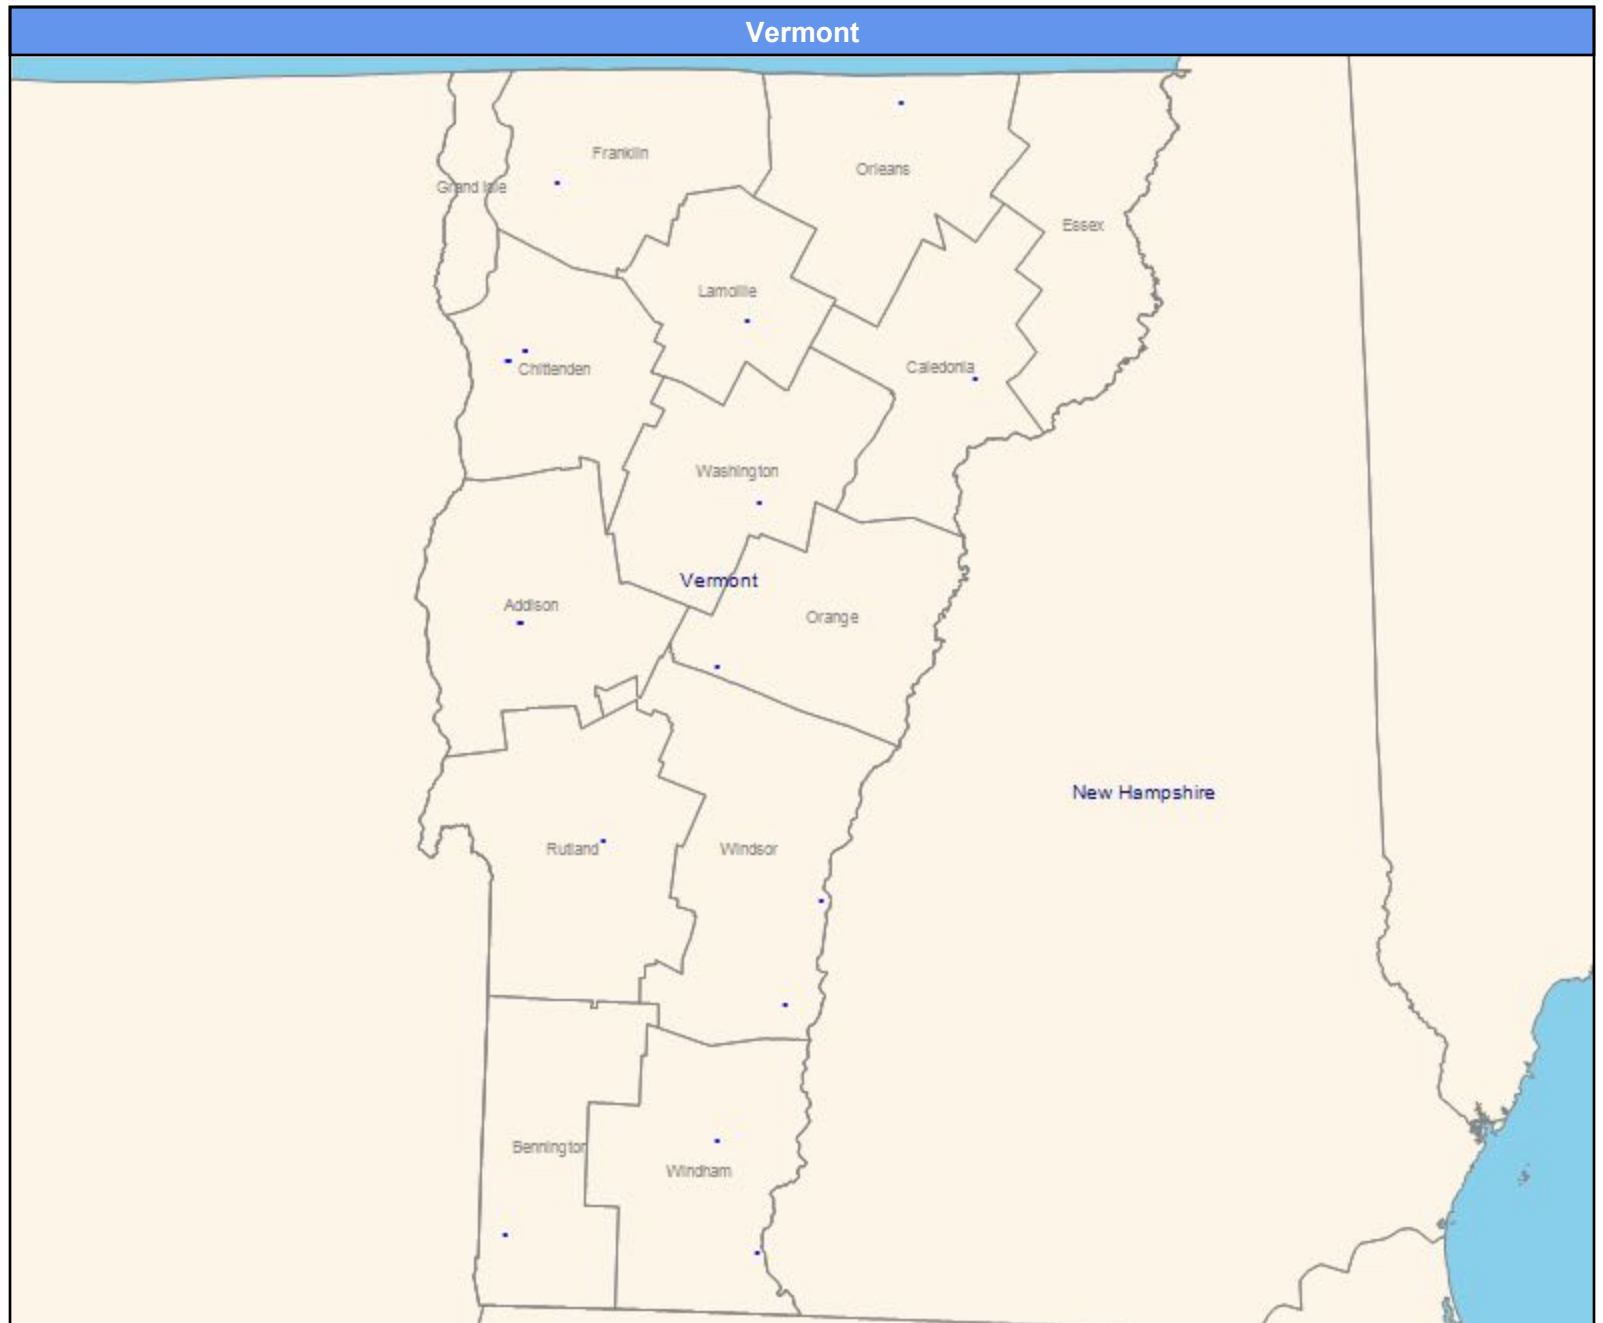 Vermont
Franklin
Orleans
Grand Isle
Essex
Lamoille
Chittenden
Caledonia
Washington
Vermont
Addison
Orange
New Hampshire
Rutland
Windsor
Bennington
Windham